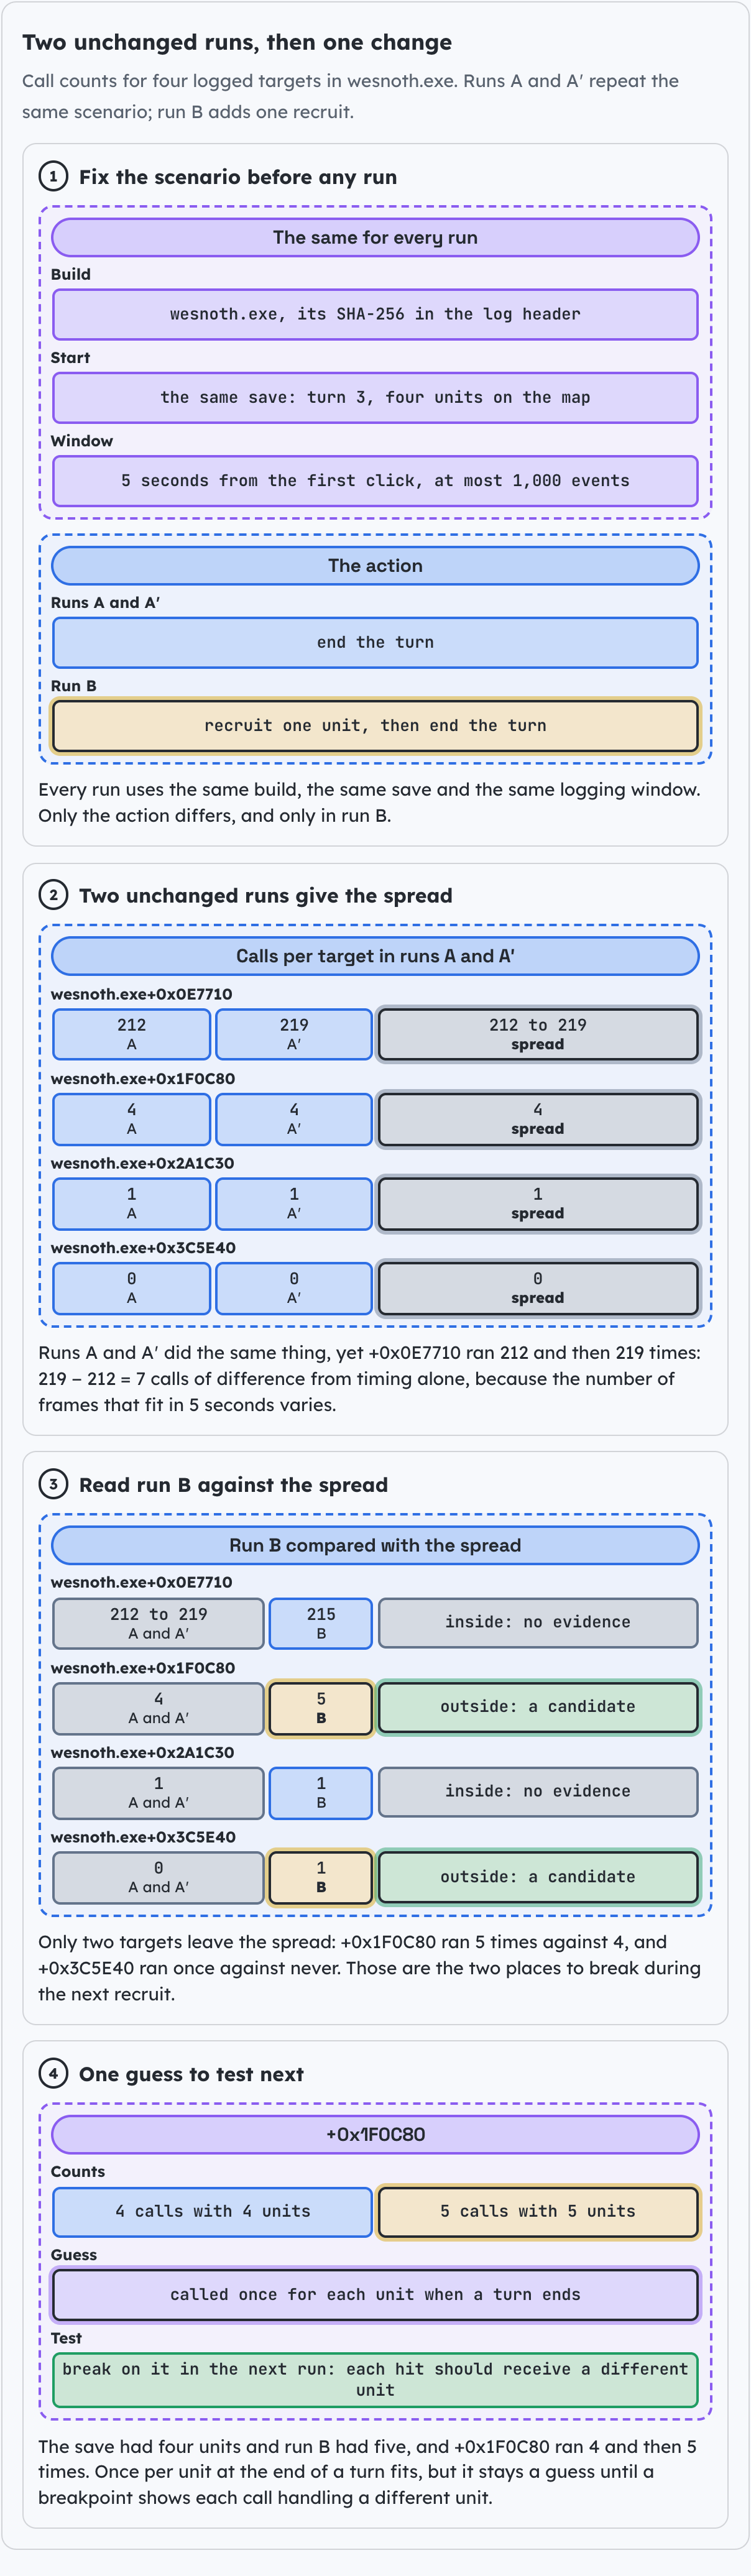 Two unchanged runs, then one change
Call counts for four logged targets in wesnoth.exe. Runs A and A′ repeat the
same scenario; run B adds one recruit.
1 Fix the scenario before any run
The same for every run
Build
wesnoth.exe, its SHA-256 in the log header
Start
the same save: turn 3, four units on the map
Window
5 seconds from the first click, at most 1,000 events
The action
Runs A and A′
end the turn
Run B
recruit one unit, then end the turn
Every run uses the same build, the same save and the same logging window.
Only the action differs, and only in run B.
2 Two unchanged runs give the spread
Calls per target in runs A and A′
wesnoth.exe+0x0E7710
212 219 212 to 219
A A′ spread
wesnoth.exe+0x1F0C80
4 4 4
A A′ spread
wesnoth.exe+0x2A1C30
1 1 1
A A′ spread
wesnoth.exe+0x3C5E40
0 0 0
A A′ spread
Runs A and A′ did the same thing, yet +0x0E7710 ran 212 and then 219 times:
219 − 212 = 7 calls of difference from timing alone, because the number of
frames that fit in 5 seconds varies.
3 Read run B against the spread
Run B compared with the spread
wesnoth.exe+0x0E7710
212 to 219 215 inside: no evidence
A and A′ B
wesnoth.exe+0x1F0C80
4 5 outside: a candidate
A and A′ B
wesnoth.exe+0x2A1C30
1 1 inside: no evidence
A and A′ B
wesnoth.exe+0x3C5E40
0 1 outside: a candidate
A and A′ B
Only two targets leave the spread: +0x1F0C80 ran 5 times against 4, and
+0x3C5E40 ran once against never. Those are the two places to break during
the next recruit.
4 One guess to test next
+0x1F0C80
Counts
4 calls with 4 units 5 calls with 5 units
Guess
called once for each unit when a turn ends
Test
break on it in the next run: each hit should receive a different
unit
The save had four units and run B had five, and +0x1F0C80 ran 4 and then 5
times. Once per unit at the end of a turn fits, but it stays a guess until a
breakpoint shows each call handling a different unit.